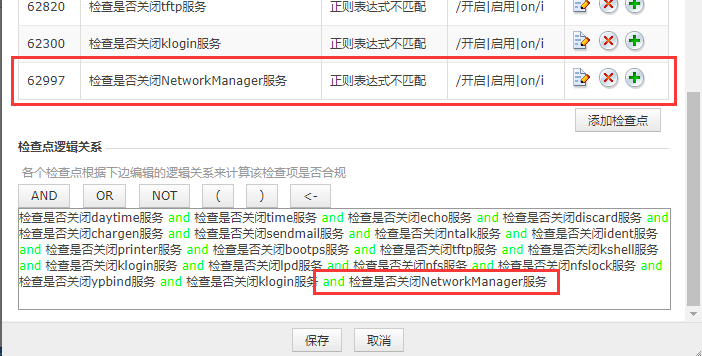 62820 检查是否关闭tftp服务 正则表达式不匹配 /开启|启用|on/i
62300 检查是否关闭klogin服务 正则表达式不匹配 /开启|启用|on/i
62997 检查是否关闭NetworkManager服务 正则表达式不匹配 /开启|启用|on/i
添加检查点
检查点逻辑关系
各个检查点根据下边编辑的逻辑关系来计算该检查项是否合规
AND OR NOT ( ) <-
检查是否关闭daytime服务 and 检查是否关闭time服务 and 检查是否关闭echo服务 and 检查是否关闭discard服务 and
检查是否关闭chargen服务 and 检查是否关闭sendmail服务 and 检查是否关闭ntalk服务 and 检查是否关闭ident服务
and 检查是否关闭printer服务 and 检查是否关闭bootps服务 and 检查是否关闭tftp服务 and 检查是否关闭kshell服务
and 检查是否关闭klogin服务 and 检查是否关闭lpd服务 and 检查是否关闭nfs服务 and 检查是否关闭nfslock服务 and
检查是否关闭ypbind服务 and 检查是否关闭klogin服务 and 检查是否关闭NetworkManager服务
保存 取消